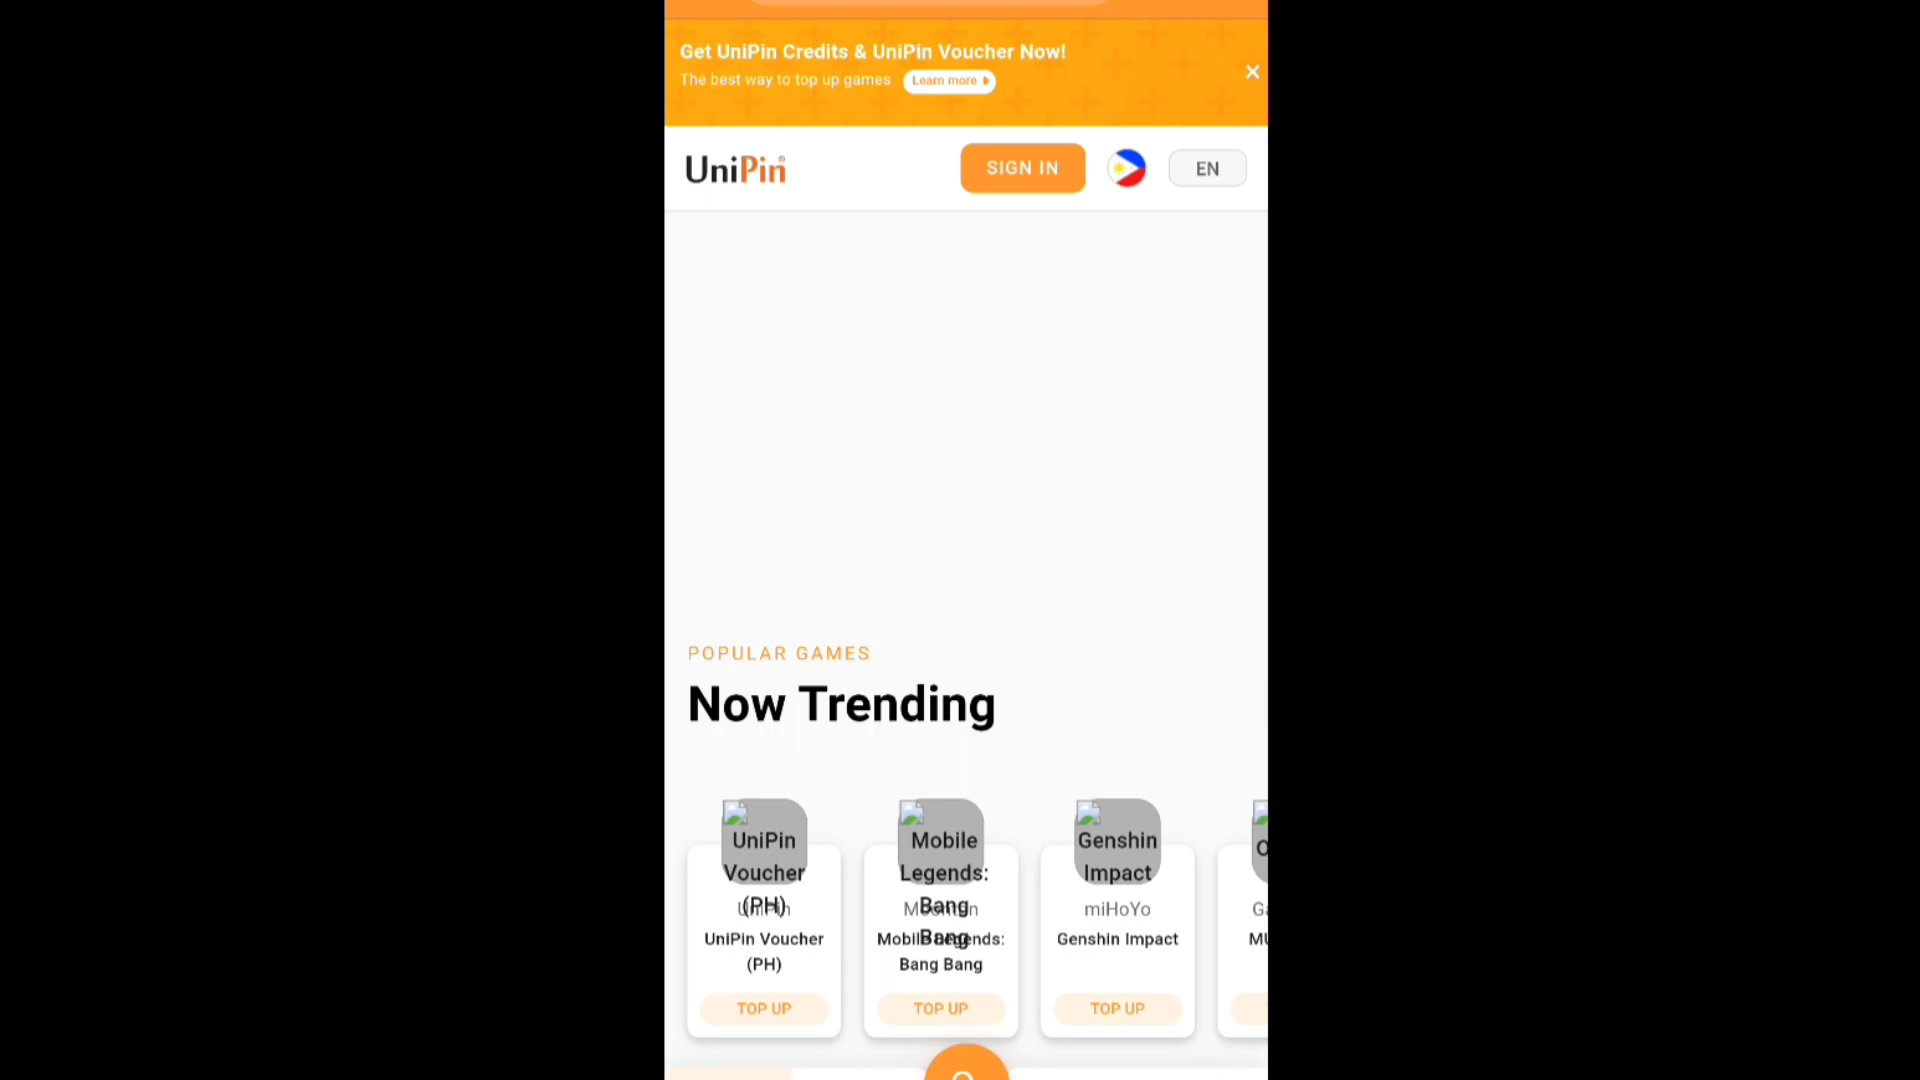 Get UniPin Credits & UniPin Voucher Now!
The best way to top up games
Learn more
UniPin
SIGN IN
EN
POPULAR GAMES
Now Trending
UniPin Voucher (PH)
UniPin
UniPin Voucher
(PH)
TOP UP
Mobile Legends: Bang Bang
Moonton
Mobile Legends:
Bang Bang
TOP UP
Genshin
Impact
miHoYo
Genshin Impact
TOP UP